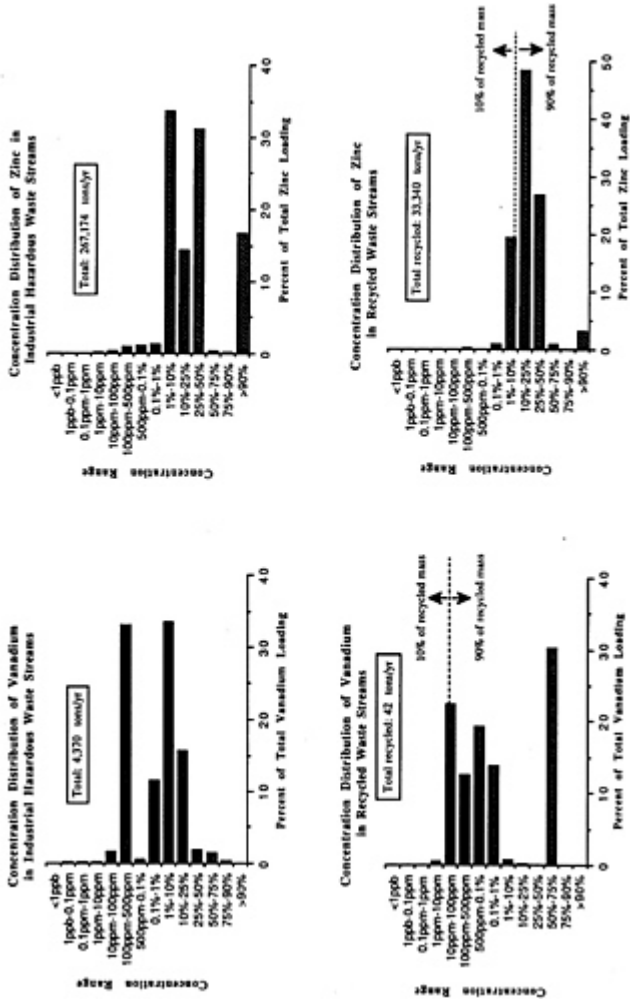 Concentration Distribution of Vanadium
in Industrial Hazardous Waste Streams
Total: 4,370 tons/yr
Concentration Range
<1ppb
1ppb-0.1ppm
0.1ppm-1ppm
1ppm-10ppm
10ppm-100ppm
100ppm-500ppm
500ppm-0.1%
0.1%-1%
1%-10%
10%-25%
25%-50%
50%-75%
75%-90%
>90%
0 10 20 30 40
Percent of Total Vanadium Loading
Concentration Distribution of Zinc in
Industrial Hazardous Waste Streams
Total: 267,174 tons/yr
Concentration Range
<1ppb
1ppb-0.1ppm
0.1ppm-1ppm
1ppm-10ppm
10ppm-100ppm
100ppm-500ppm
500ppm-0.1%
0.1%-1%
1%-10%
10%-25%
25%-50%
50%-75%
75%-90%
>90%
0 10 20 30 40
Percent of Total Zinc Loading
Concentration Distribution of Vanadium
in Recycled Waste Streams
Total recycled: 42 tons/yr
10% of recycled mass
90% of recycled mass
Concentration Range
<1ppb
1ppb-0.1ppm
0.1ppm-1ppm
1ppm-10ppm
10ppm-100ppm
100ppm-500ppm
500ppm-0.1%
0.1%-1%
1%-10%
10%-25%
25%-50%
50%-75%
75%-90%
>90%
0 10 20 30 40
Percent of Total Vanadium Loading
Concentration Distribution of Zinc
in Recycled Waste Streams
Total recycled: 33,340 tons/yr
10% of recycled mass
90% of recycled mass
Concentration Range
<1ppb
1ppb-0.1ppm
0.1ppm-1ppm
1ppm-10ppm
10ppm-100ppm
100ppm-500ppm
500ppm-0.1%
0.1%-1%
1%-10%
10%-25%
25%-50%
50%-75%
75%-90%
>90%
0 10 20 30 40 50
Percent of Total Zinc Loading